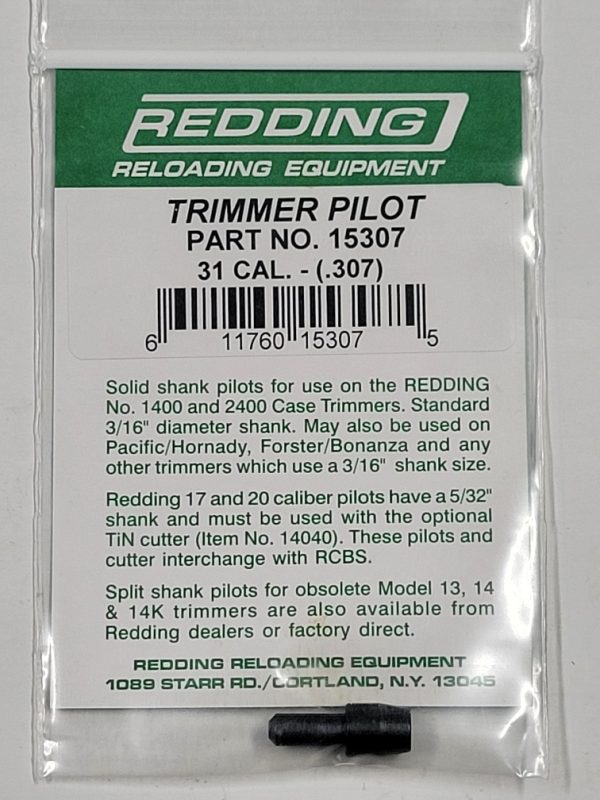 REDDING
RELOADING EQUIPMENT
TRIMMER PILOT
PART NO. 15307
31 CAL. - (.307)
6 11760 15307 5
Solid shank pilots for use on the REDDING
No. 1400 and 2400 Case Trimmers. Standard
3/16" diameter shank. May also be used on
Pacific/Hornady, Forster/Bonanza and any
other trimmers which use a 3/16" shank size.
Redding 17 and 20 caliber pilots have a 5/32"
shank and must be used with the optional
TiN cutter (Item No. 14040). These pilots and
cutter interchange with RCBS.
Split shank pilots for obsolete Model 13, 14
& 14K trimmers are also available from
Redding dealers or factory direct.
REDDING RELOADING EQUIPMENT
1089 STARR RD./CORTLAND, N.Y. 13045